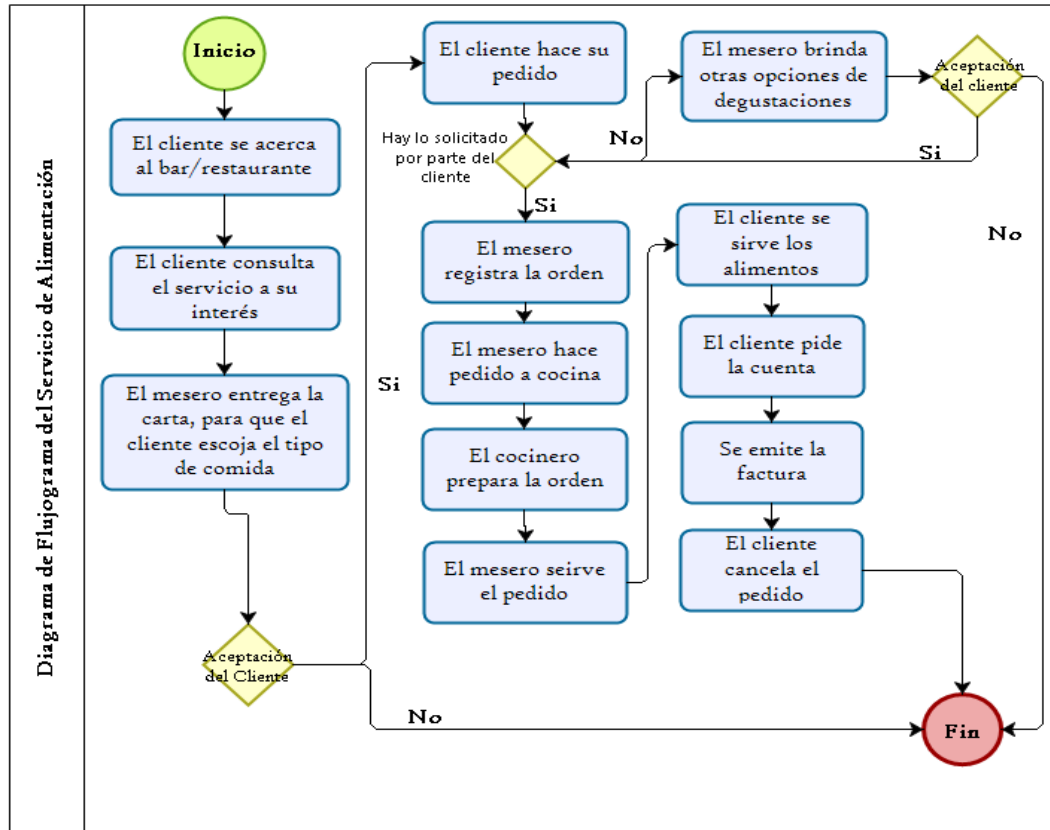 Diagrama de Flujograma del Servicio de Alimentación
Inicio
El cliente se acerca
al bar/restaurante
El cliente consulta
el servicio a su
interés
El mesero entrega la
carta, para que el
cliente escoja el tipo
de comida
Aceptación
del Cliente
Si
No
El cliente hace su
pedido
Hay lo solicitado
por parte del
cliente
No
El mesero brinda
otras opciones de
degustaciones
Aceptación
del cliente
Si
No
Si
El mesero
registra la orden
El mesero hace
pedido a cocina
El cocinero
prepara la orden
El mesero seirve
el pedido
El cliente se
sirve los
alimentos
El cliente pide
la cuenta
Se emite la
factura
El cliente
cancela el
pedido
Fin